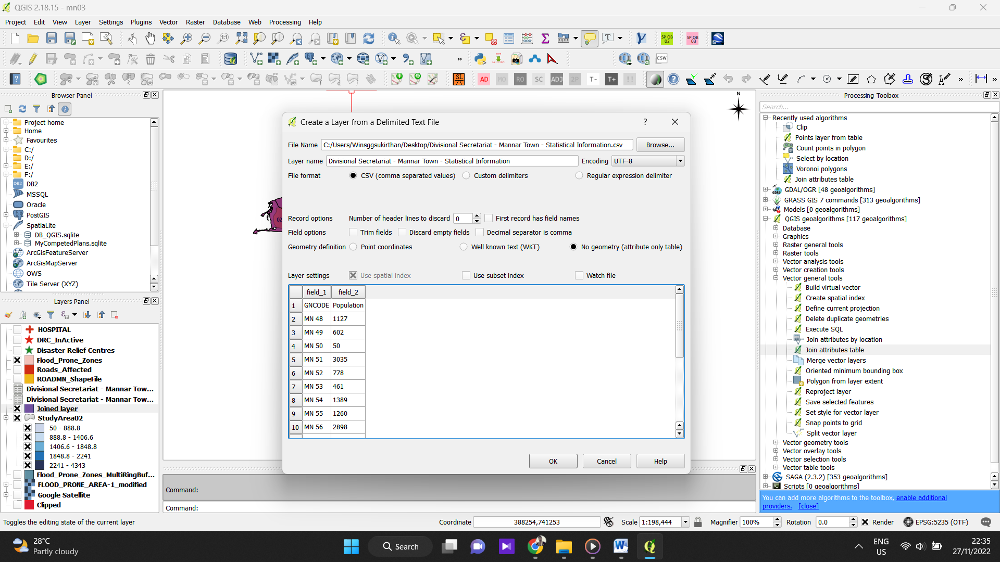 QGIS 2.18.15 - mn03
Project Edit View Layer Settings Plugins Vector Raster Database Web Processing Help
SP OB 02 SP OB 03
CSW
SL AD MO RO SC ADJ 2P T- T+ !!
Browser Panel
Project home
Home
Favourites
C:/
D:/
E:/
F:/
DB2
MSSQL
Oracle
PostGIS
SpatiaLite
DB_QGIS.sqlite
MyCompetedPlans.sqlite
ArcGisFeatureServer
ArcGisMapServer
OWS
Tile Server (XYZ)
Layers Panel
HOSPITAL
DRC_InActive
Disaster Relief Centres
Flood_Prone_Zones
Roads_Affected
ROADMN_ShapeFile
Divisional Secretariat - Mannar Tow...
Divisional Secretariat - Mannar Tow...
Joined layer
StudyArea02
50 - 888.8
888.8 - 1406.6
1406.6 - 1848.8
1848.8 - 2241
2241 - 4343
Flood_Prone_Zones_MultiRingBuf...
FLOOD_PRONE_AREA-1_modified
Google Satellite
Clipped
N
Create a Layer from a Delimited Text File ?
File Name C:/Users/Winsggsukirthan/Desktop/Divisional Secretariat - Mannar Town - Statistical Information.csv Browse...
Layer name Divisional Secretariat - Mannar Town - Statistical Information Encoding UTF-8
File format CSV (comma separated values) Custom delimiters Regular expression delimiter
Record options Number of header lines to discard 0 First record has field names
Field options Trim fields Discard empty fields Decimal separator is comma
Geometry definition Point coordinates Well known text (WKT) No geometry (attribute only table)
Layer settings Use spatial index Use subset index Watch file
field_1 field_2
1 GNCODE Population
2 MN 48 1127
3 MN 49 602
4 MN 50 50
5 MN 51 3035
6 MN 52 778
7 MN 53 461
8 MN 54 1389
9 MN 55 1260
10 MN 56 2898
OK Cancel Help
Command:
Command:
Processing Toolbox
Search...
Recently used algorithms
Clip
Points layer from table
Count points in polygon
Select by location
Voronoi polygons
Join attributes table
GDAL/OGR [48 geoalgorithms]
GRASS GIS 7 commands [313 geoalgorithms]
Models [0 geoalgorithms]
QGIS geoalgorithms [117 geoalgorithms]
Database
Graphics
Raster general tools
Raster tools
Vector analysis tools
Vector creation tools
Vector general tools
Build virtual vector
Create spatial index
Define current projection
Delete duplicate geometries
Execute SQL
Join attributes by location
Join attributes table
Merge vector layers
Oriented minimum bounding box
Polygon from layer extent
Reproject layer
Save selected features
Set style for vector layer
Snap points to grid
Split vector layer
Vector geometry tools
Vector overlay tools
Vector selection tools
Vector table tools
SAGA (2.3.2) [353 geoalgorithms]
Scripts [0 geoalgorithms]
You can add more algorithms to the toolbox, enable additional
providers. [close]
Toggles the editing state of the current layer Coordinate 388254,741253 Scale 1:198,444 Magnifier 100% Rotation 0.0 Render EPSG:5235 (OTF)
28°C
Partly cloudy
Search
ENG
US
22:35
27/11/2022